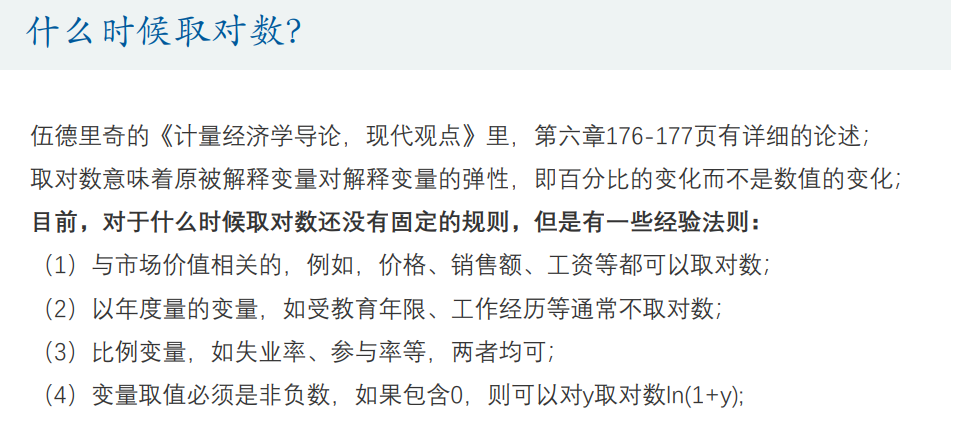 什么时候取对数?
伍德里奇的《计量经济学导论，现代观点》里，第六章176-177页有详细的论述；
取对数意味着原被解释变量对解释变量的弹性，即百分比的变化而不是数值的变化；
目前，对于什么时候取对数还没有固定的规则，但是有一些经验法则：
（1）与市场价值相关的，例如，价格、销售额、工资等都可以取对数；
（2）以年度量的变量，如受教育年限、工作经历等通常不取对数；
（3）比例变量，如失业率、参与率等，两者均可；
（4）变量取值必须是非负数，如果包含0，则可以对y取对数ln(1+y);